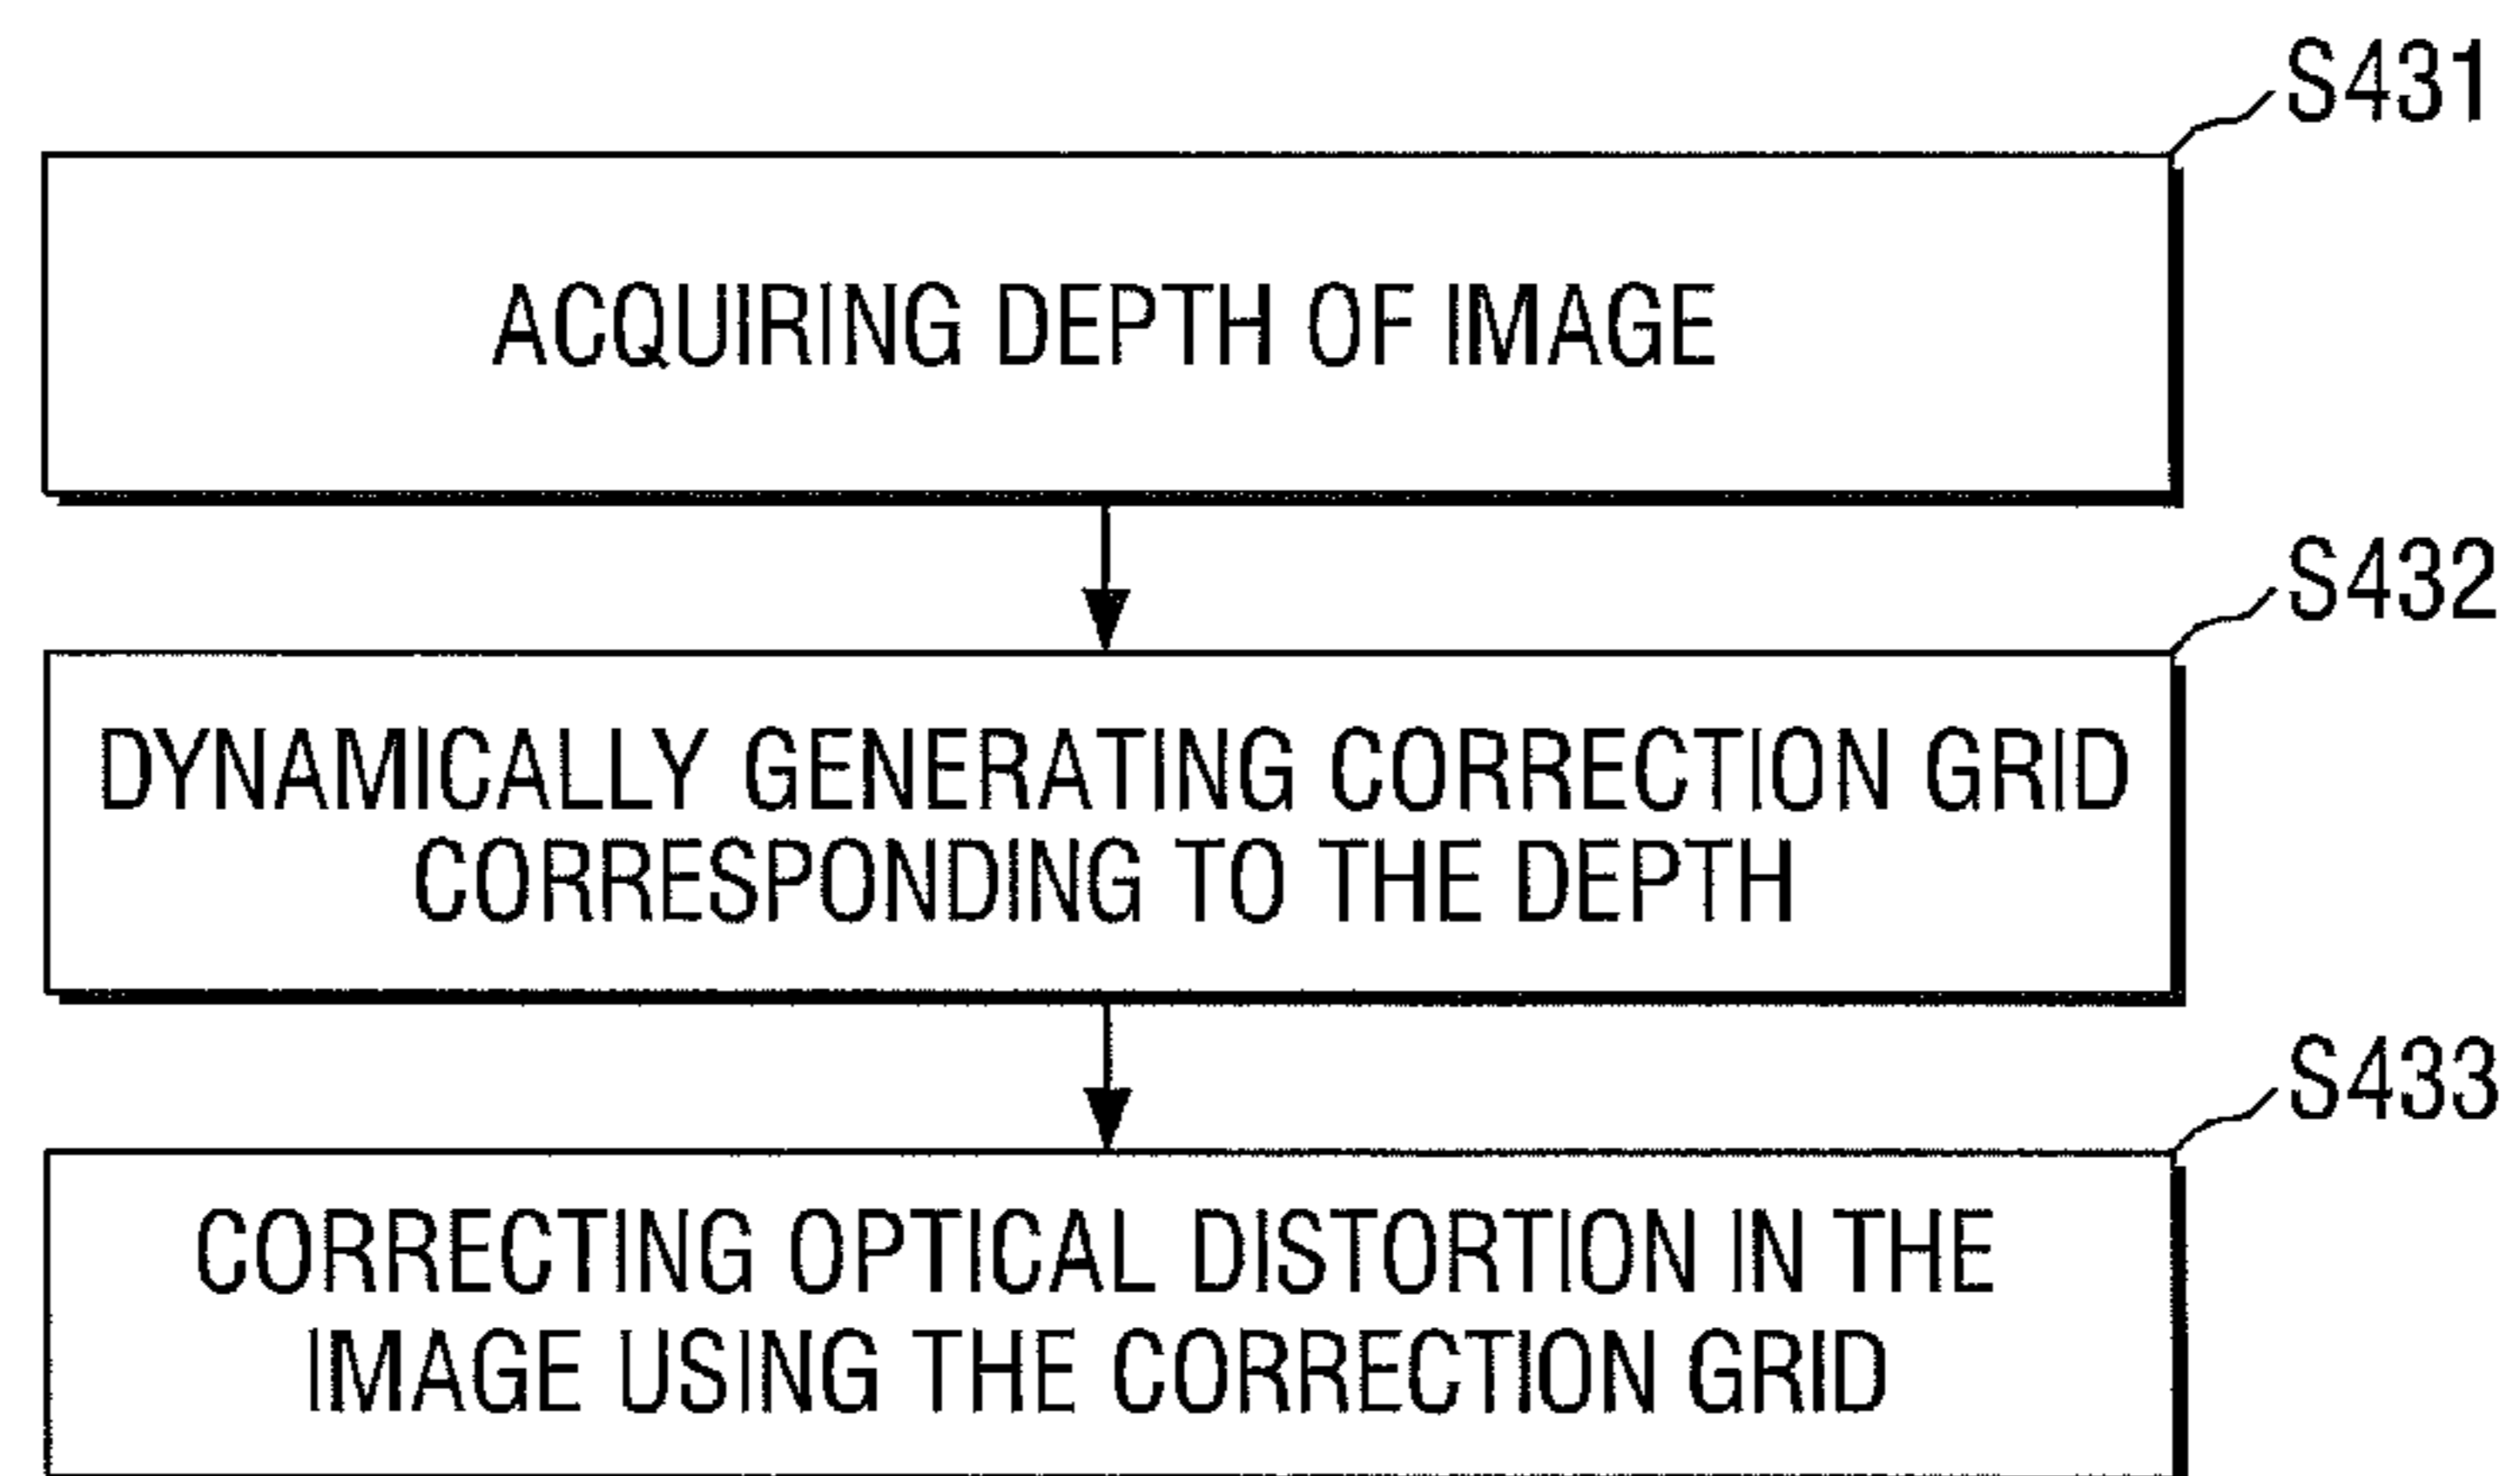 S431
ACQUIRING DEPTH OF IMAGE
S432
DYNAMICALLY GENERATING CORRECTION GRID
CORRESPONDING TO THE DEPTH
S433
CORRECTING OPTICAL DISTORTION IN THE
IMAGE USING THE CORRECTION GRID